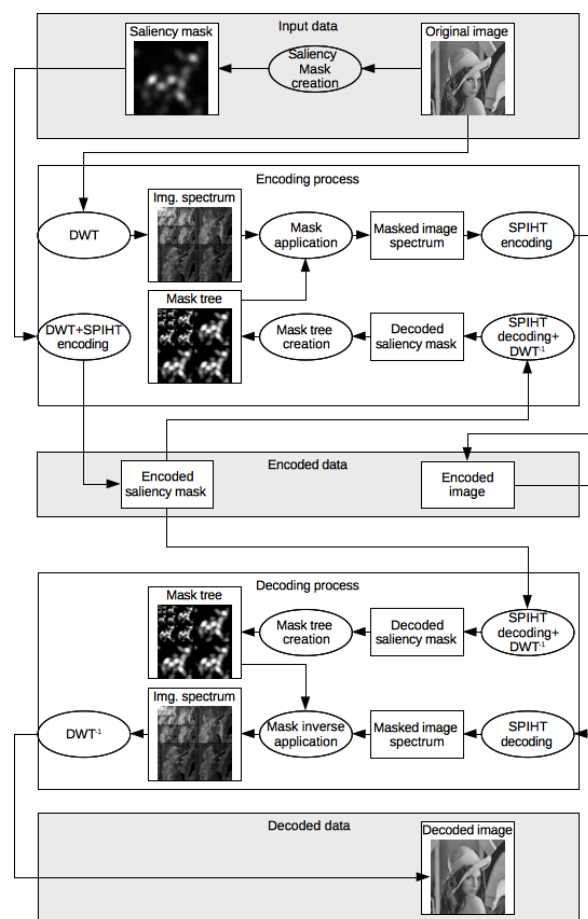 Input data
Saliency mask
Saliency
Mask
creation
Original image
Encoding process
DWT
Img. spectrum
Mask
application
Masked image
spectrum
SPIHT
encoding
DWT+SPIHT
encoding
Mask tree
Mask tree
creation
Decoded
saliency mask
SPIHT
decoding+
DWT-1
Encoded data
Encoded
saliency mask
Encoded
image
Decoding process
Mask tree
Mask tree
creation
Decoded
saliency mask
SPIHT
decoding+
DWT-1
DWT-1
Img. spectrum
Mask inverse
application
Masked image
spectrum
SPIHT
decoding
Decoded data
Decoded image